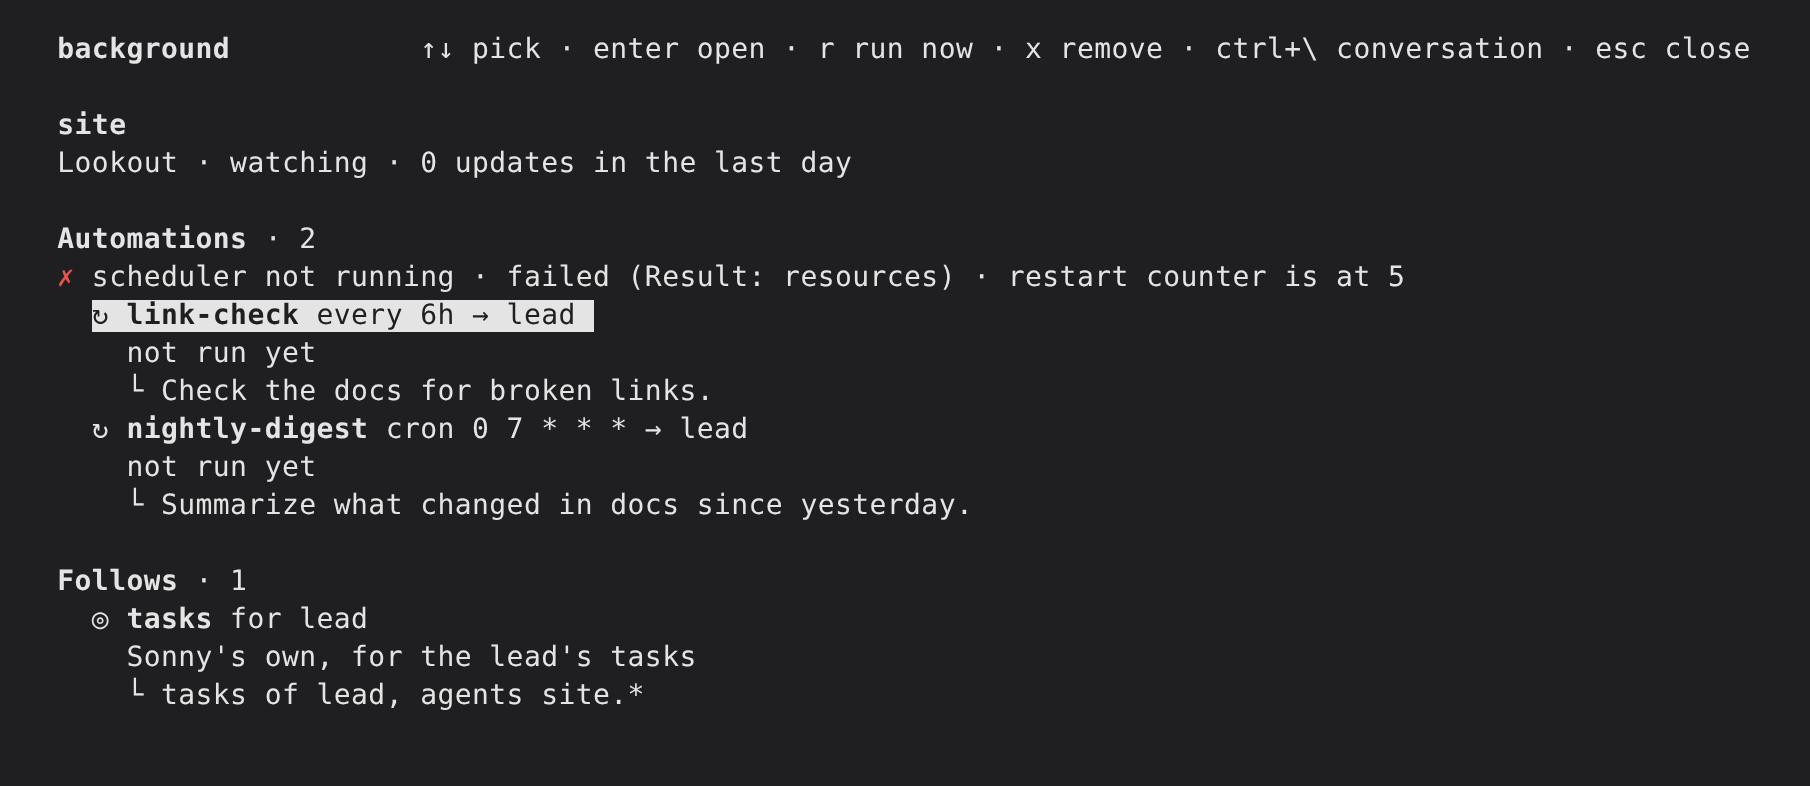 background ↑↓ pick · enter open · r run now · x remove · ctrl+\ conversation · esc close
site
Lookout · watching · 0 updates in the last day
Automations · 2
✗ scheduler not running · failed (Result: resources) · restart counter is at 5
↻ link-check every 6h → lead
not run yet
└ Check the docs for broken links.
↻ nightly-digest cron 0 7 * * * → lead
not run yet
└ Summarize what changed in docs since yesterday.
Follows · 1
◎ tasks for lead
Sonny's own, for the lead's tasks
└ tasks of lead, agents site.*